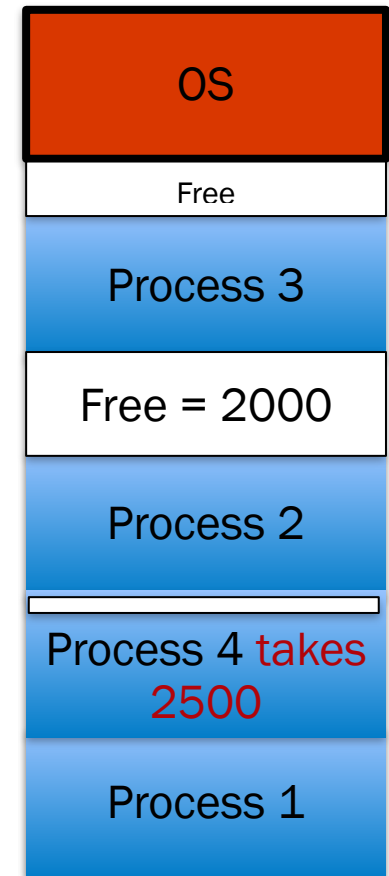 OS
Free
Process 3
Free = 2000
Process 2
Process 4 takes
2500
Process 1